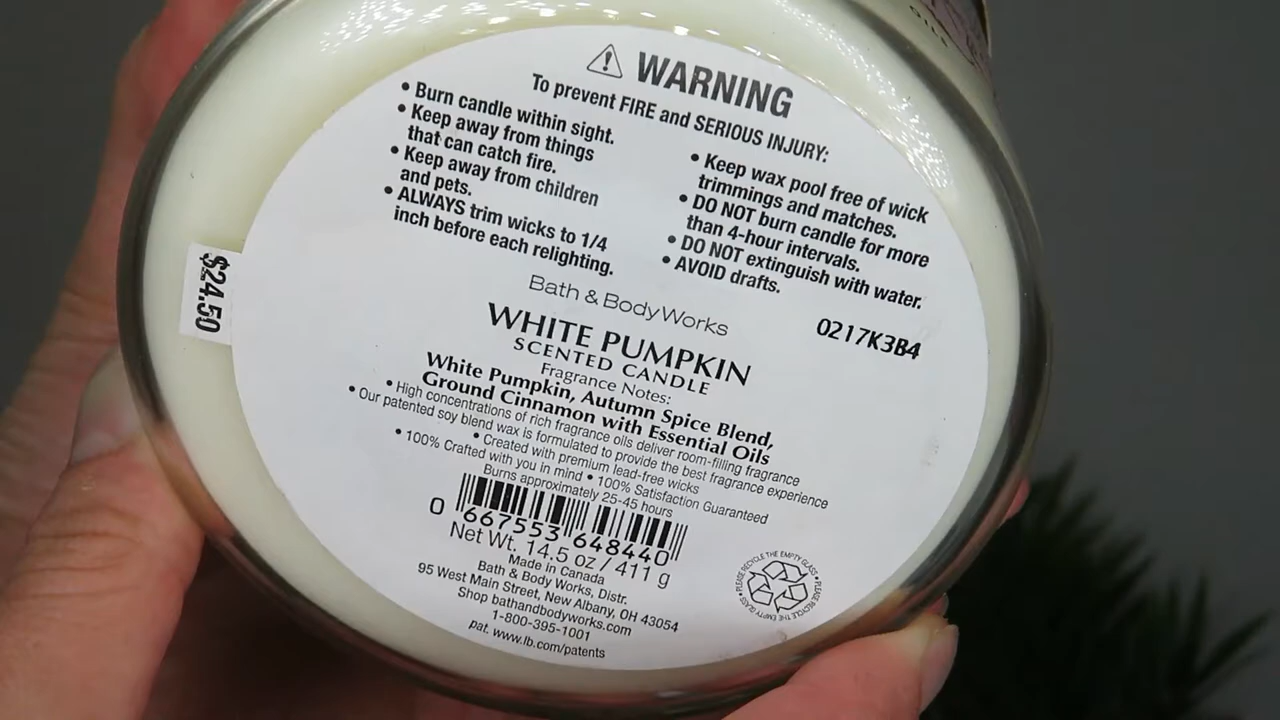 WARNING
To prevent FIRE and SERIOUS INJURY:
• Burn candle within sight.
• Keep away from things
that can catch fire.
• Keep away from children
and pets.
• ALWAYS trim wicks to 1/4
inch before each relighting.
• Keep wax pool free of wick
trimmings and matches.
• DO NOT burn candle for more
than 4-hour intervals.
• DO NOT extinguish with water.
• AVOID drafts.
$24.50
Bath & Body Works
0217K3B4
WHITE PUMPKIN
SCENTED CANDLE
Fragrance Notes:
White Pumpkin, Autumn Spice Blend,
Ground Cinnamon with Essential Oils
• High concentrations of rich fragrance oils deliver room-filling fragrance
• Our patented soy blend wax is formulated to provide the best fragrance experience
• Created with premium lead-free wicks
• 100% Crafted with you in mind • 100% Satisfaction Guaranteed
Burns approximately 25-45 hours
0 667553 648440
Net Wt. 14.5 oz / 411 g
Made in Canada
Bath & Body Works, Distr.
95 West Main Street, New Albany, OH 43054
Shop bathandbodyworks.com
1-800-395-1001
pat. www.lb.com/patents
PLEASE RECYCLE THE EMPTY GLASS • PLEASE RECYCLE THE EMPTY GLASS •